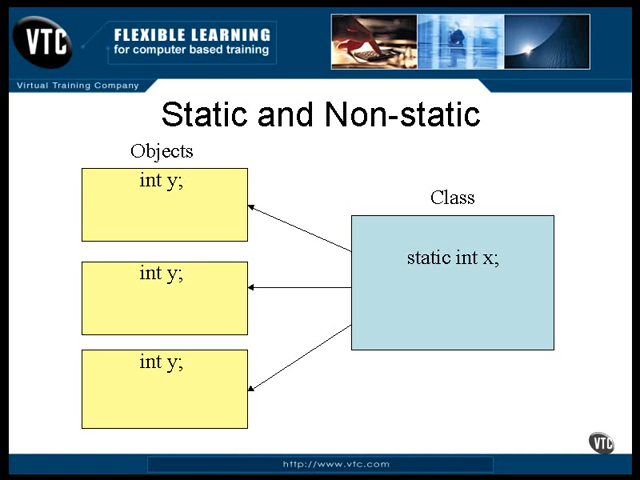 VTC
FLEXIBLE LEARNING
for computer based training
Virtual Training Company
Static and Non-static
Objects
int y;
Class
static int x;
int y;
int y;
VTC
http://www.vtc.com